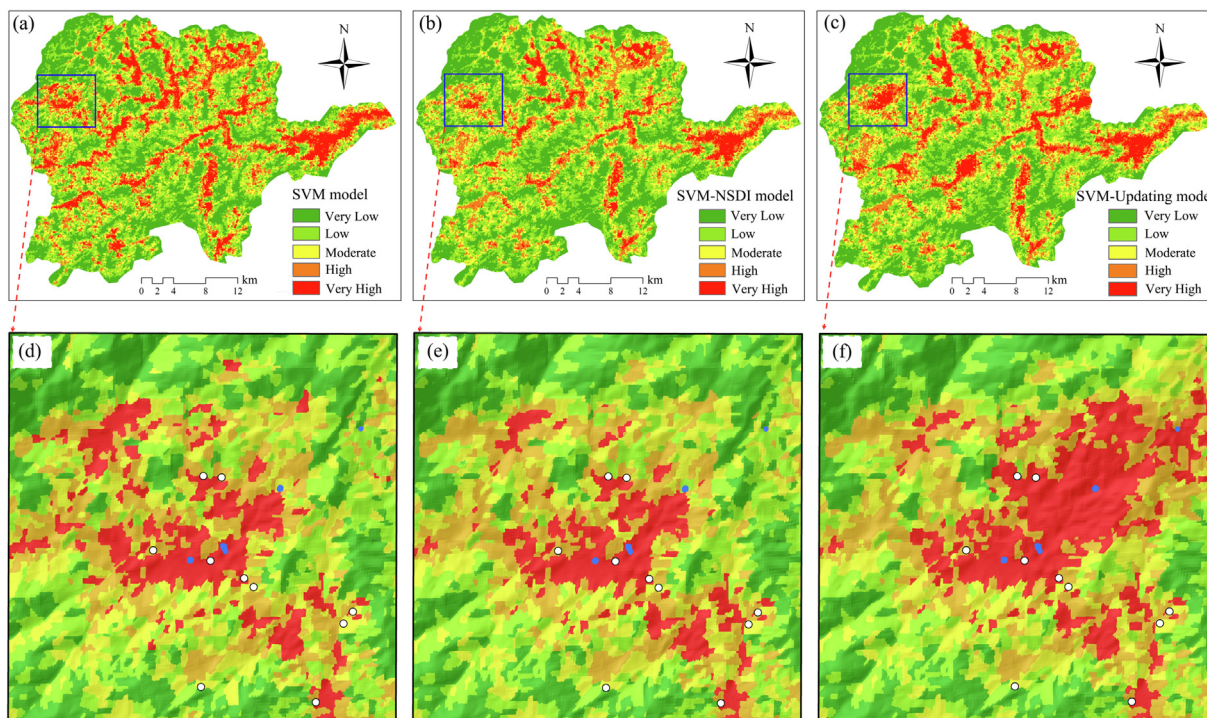 (a)
N
SVM model
Very Low
Low
Moderate
High
Very High
km
0 2 4 8 12
(b)
N
SVM-NSDI model
Very Low
Low
Moderate
High
Very High
km
0 2 4 8 12
(c)
N
SVM-Updating model
Very Low
Low
Moderate
High
Very High
km
0 2 4 8 12
(d)
(e)
(f)